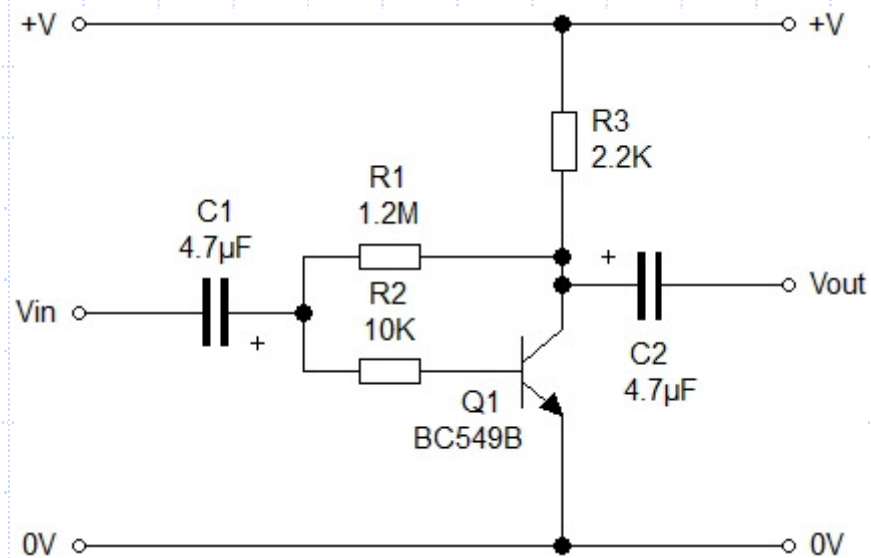 +V
+V
R3
2.2K
R1
1.2M
C1
4.7µF
+
+
R2
10K
Vin
Vout
+
C2
4.7µF
Q1
BC549B
0V
0V